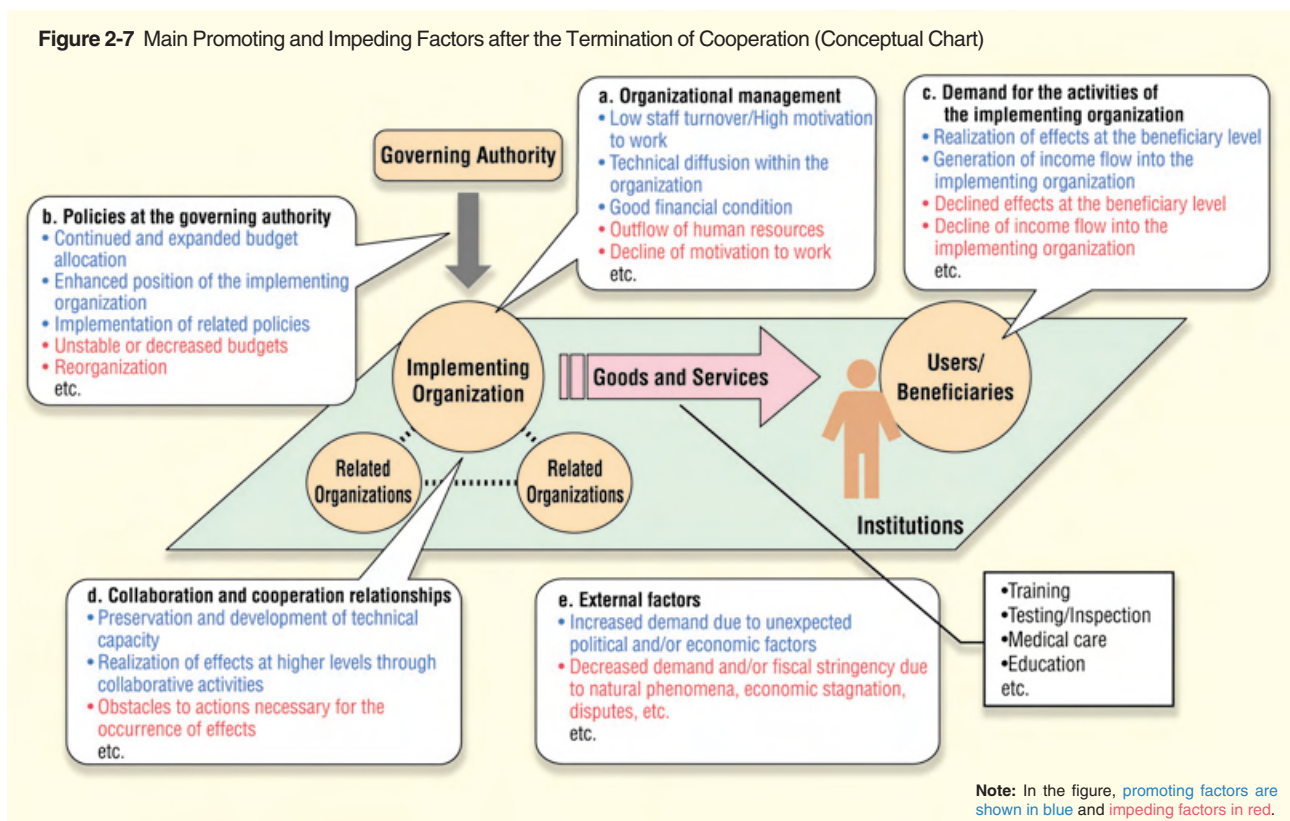 Figure 2-7 Main Promoting and Impeding Factors after the Termination of Cooperation (Conceptual Chart)
Governing Authority
a. Organizational management
• Low staff turnover/High motivation
to work
• Technical diffusion within the
organization
• Good financial condition
• Outflow of human resources
• Decline of motivation to work
etc.
c. Demand for the activities of
the implementing organization
• Realization of effects at the beneficiary level
• Generation of income flow into the
implementing organization
• Declined effects at the beneficiary level
• Decline of income flow into the
implementing organization
etc.
b. Policies at the governing authority
• Continued and expanded budget
allocation
• Enhanced position of the implementing
organization
• Implementation of related policies
• Unstable or decreased budgets
• Reorganization
etc.
Implementing
Organization
Goods and Services
Users/
Beneficiaries
Related
Organizations
Related
Organizations
Institutions
d. Collaboration and cooperation relationships
• Preservation and development of technical
capacity
• Realization of effects at higher levels through
collaborative activities
• Obstacles to actions necessary for the
occurrence of effects
etc.
e. External factors
• Increased demand due to unexpected
political and/or economic factors
• Decreased demand and/or fiscal stringency due
to natural phenomena, economic stagnation,
disputes, etc.
etc.
•Training
•Testing/Inspection
•Medical care
•Education
etc.
Note: In the figure, promoting factors are
shown in blue and impeding factors in red.